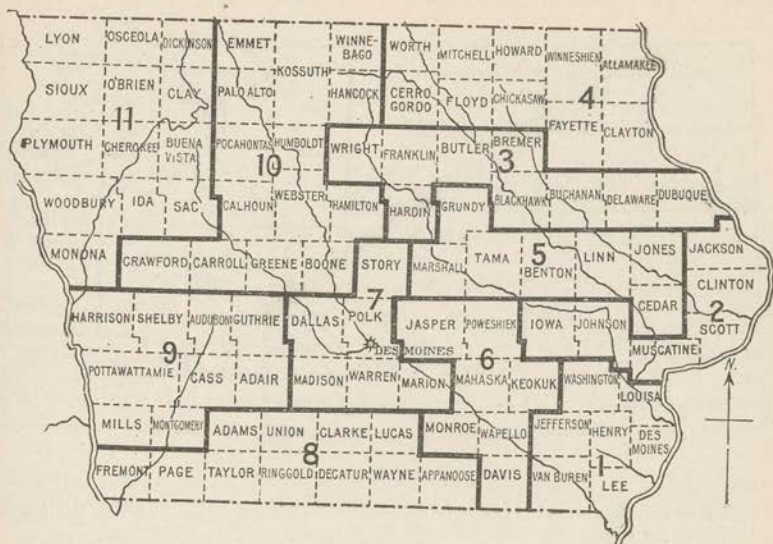 LYON
OSCEOLA
DICKINSON
EMMET
WINNE-
BAGO
WORTH
MITCHELL
HOWARD
WINNESHIEK
ALLAMAKEE
KOSSUTH
SIOUX
O'BRIEN
CLAY
PALO ALTO
HANCOCK
CERRO
GORDO
FLOYD
CHICKASAW
4
FAYETTE
CLAYTON
11
PLYMOUTH
CHEROKEE
BUENA
VISTA
POCAHONTAS
HUMBOLDT
10
WRIGHT
FRANKLIN
BUTLER
BREMER
3
WOODBURY
IDA
SAC
CALHOUN
WEBSTER
HAMILTON
HARDIN
GRUNDY
BLACKHAWK
BUCHANAN
DELAWARE
DUBUQUE
MONONA
CRAWFORD
CARROLL
GREENE
BOONE
STORY
MARSHALL
TAMA
5
BENTON
LINN
JONES
JACKSON
CLINTON
CEDAR
2
SCOTT
HARRISON
SHELBY
AUDUBON
GUTHRIE
DALLAS
7
POLK
DES MOINES
JASPER
POWESHIEK
IOWA
JOHNSON
MUSCATINE
9
6
POTTAWATTAMIE
CASS
ADAIR
MADISON
WARREN
MARION
MAHASKA
KEOKUK
WASHINGTON
LOUISA
N.
MILLS
MONTGOMERY
ADAMS
UNION
CLARKE
LUCAS
MONROE
WAPELLO
JEFFERSON
HENRY
DES
MOINES
8
1
FREMONT
PAGE
TAYLOR
RINGGOLD
DECATUR
WAYNE
APPANOOSE
DAVIS
VAN BUREN
LEE